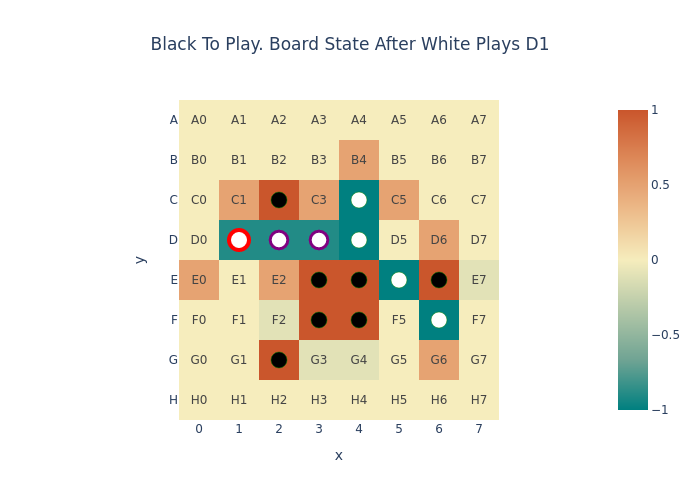 Black To Play. Board State After White Plays D1
A A0 A1 A2 A3 A4 A5 A6 A7
B B0 B1 B2 B3 B4 B5 B6 B7
C C0 C1 C3 C5 C6 C7
D D0 D5 D6 D7
E E0 E1 E2 E7
F F0 F1 F2 F5 F7
G G0 G1 G3 G4 G5 G6 G7
H H0 H1 H2 H3 H4 H5 H6 H7
0 1 2 3 4 5 6 7
x
y
1
0.5
0
−0.5
−1